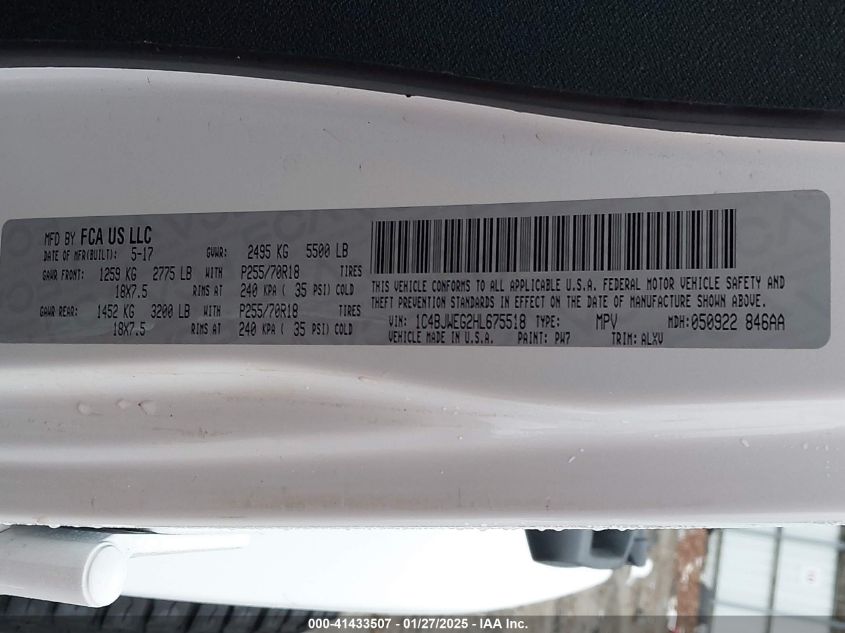 MFD BY FCA US LLC
DATE OF MFR(BUILT): 5-17 GVWR: 2495 KG 5500 LB
GAWR FRONT: 1259 KG 2775 LB WITH P255/70R18 TIRES
18X7.5 RIMS AT 240 KPA ( 35 PSI) COLD
GAWR REAR: 1452 KG 3200 LB WITH P255/70R18 TIRES
18X7.5 RIMS AT 240 KPA ( 35 PSI) COLD
THIS VEHICLE CONFORMS TO ALL APPLICABLE U.S.A. FEDERAL MOTOR VEHICLE SAFETY AND
THEFT PREVENTION STANDARDS IN EFFECT ON THE DATE OF MANUFACTURE SHOWN ABOVE.
VIN: 1C4BJWEG2HL675518 TYPE: MPV MDH: 050922 846AA
VEHICLE MADE IN U.S.A. PAINT: PW7 TRIM: ALXV
000-41433507 - 01/27/2025 - IAA Inc.